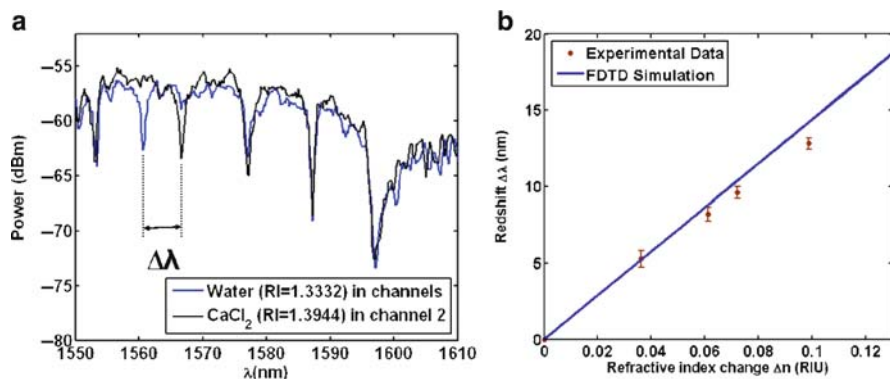 a
−55
−60
−65
−70
−75
−80
Power (dBm)
Δλ
Water (RI=1.3332) in channels
CaCl2 (RI=1.3944) in channel 2
1550
1560
1570
1580
1590
1600
1610
λ(nm)
b
20
15
10
5
0
Redshift Δλ (nm)
Experimental Data
FDTD Simulation
0
0.02
0.04
0.06
0.08
0.1
0.12
Refractive index change Δn (RIU)